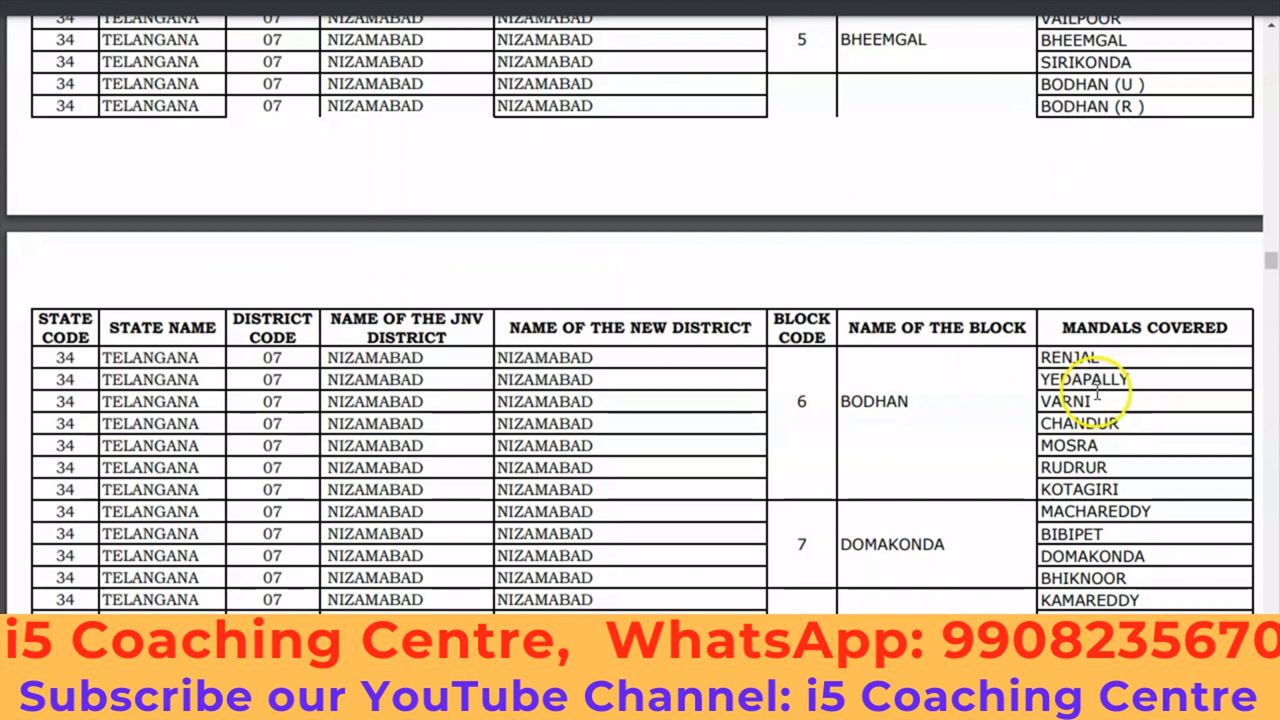 34 TELANGANA 07 NIZAMABAD NIZAMABAD VAILPOOR
34 TELANGANA 07 NIZAMABAD NIZAMABAD 5 BHEEMGAL BHEEMGAL
34 TELANGANA 07 NIZAMABAD NIZAMABAD SIRIKONDA
34 TELANGANA 07 NIZAMABAD NIZAMABAD BODHAN (U )
34 TELANGANA 07 NIZAMABAD NIZAMABAD BODHAN (R )
STATE CODE STATE NAME DISTRICT CODE NAME OF THE JNV DISTRICT NAME OF THE NEW DISTRICT BLOCK CODE NAME OF THE BLOCK MANDALS COVERED
34 TELANGANA 07 NIZAMABAD NIZAMABAD RENJAL
34 TELANGANA 07 NIZAMABAD NIZAMABAD YEDAPALLY
34 TELANGANA 07 NIZAMABAD NIZAMABAD 6 BODHAN VARNI
34 TELANGANA 07 NIZAMABAD NIZAMABAD CHANDUR
34 TELANGANA 07 NIZAMABAD NIZAMABAD MOSRA
34 TELANGANA 07 NIZAMABAD NIZAMABAD RUDRUR
34 TELANGANA 07 NIZAMABAD NIZAMABAD KOTAGIRI
34 TELANGANA 07 NIZAMABAD NIZAMABAD MACHAREDDY
34 TELANGANA 07 NIZAMABAD NIZAMABAD BIBIPET
34 TELANGANA 07 NIZAMABAD NIZAMABAD 7 DOMAKONDA DOMAKONDA
34 TELANGANA 07 NIZAMABAD NIZAMABAD BHIKNOOR
34 TELANGANA 07 NIZAMABAD NIZAMABAD KAMAREDDY
i5 Coaching Centre, WhatsApp: 9908235670
Subscribe our YouTube Channel: i5 Coaching Centre